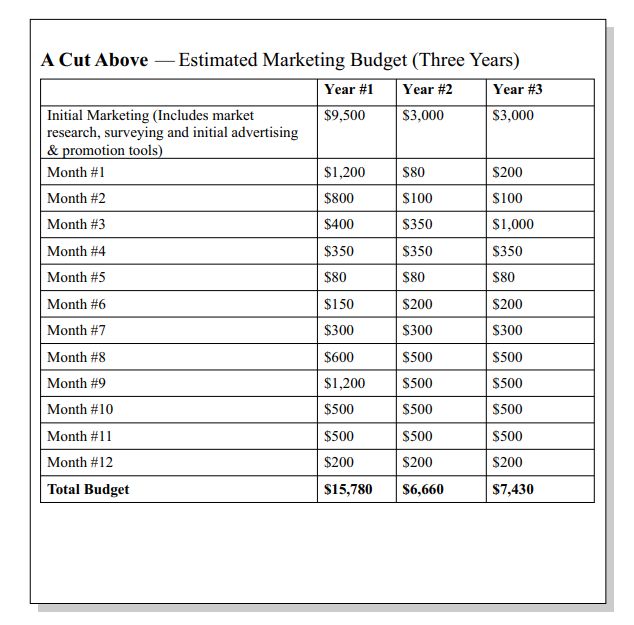 A Cut Above — Estimated Marketing Budget (Three Years)
Year #1 Year #2 Year #3
Initial Marketing (Includes market $9,500 $3,000 $3,000
research, surveying and initial advertising
& promotion tools)
Month #1 $1,200 $80 $200
Month #2 $800 $100 $100
Month #3 $400 $350 $1,000
Month #4 $350 $350 $350
Month #5 $80 $80 $80
Month #6 $150 $200 $200
Month #7 $300 $300 $300
Month #8 $600 $500 $500
Month #9 $1,200 $500 $500
Month #10 $500 $500 $500
Month #11 $500 $500 $500
Month #12 $200 $200 $200
Total Budget $15,780 $6,660 $7,430